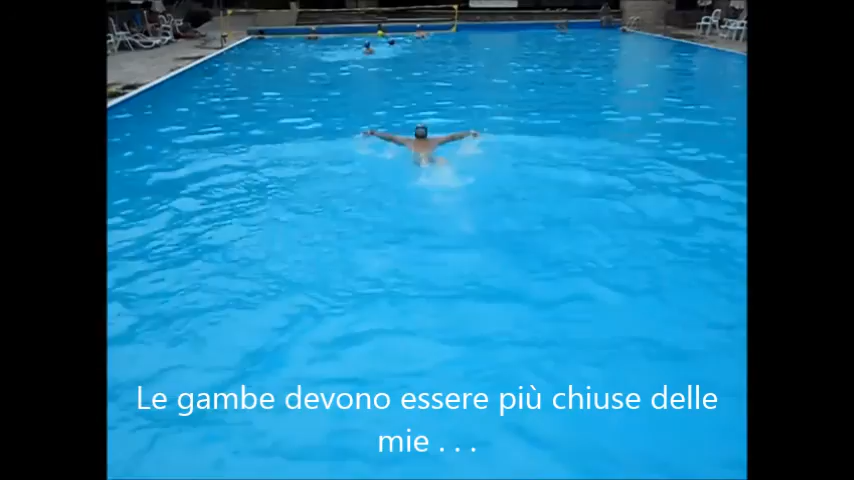 Le gambe devono essere più chiuse delle
mie . . .